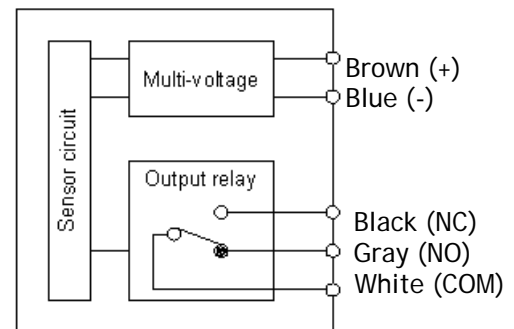 Sensor circuit
Multi-voltage
Brown (+)
Blue (-)
Output relay
Black (NC)
Gray (NO)
White (COM)